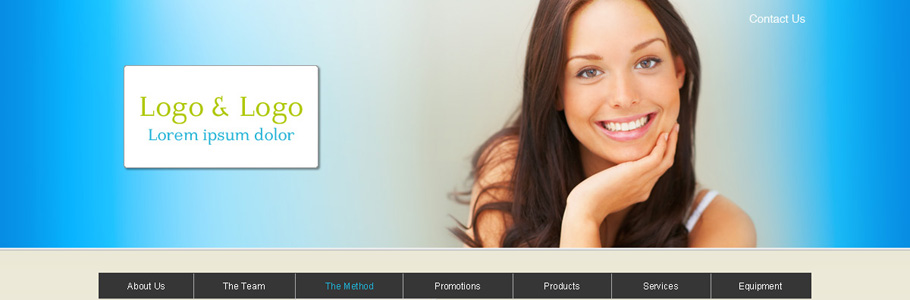 Contact Us
Logo & Logo
Lorem ipsum dolor
About Us
The Team
The Method
Promotions
Products
Services
Equipment